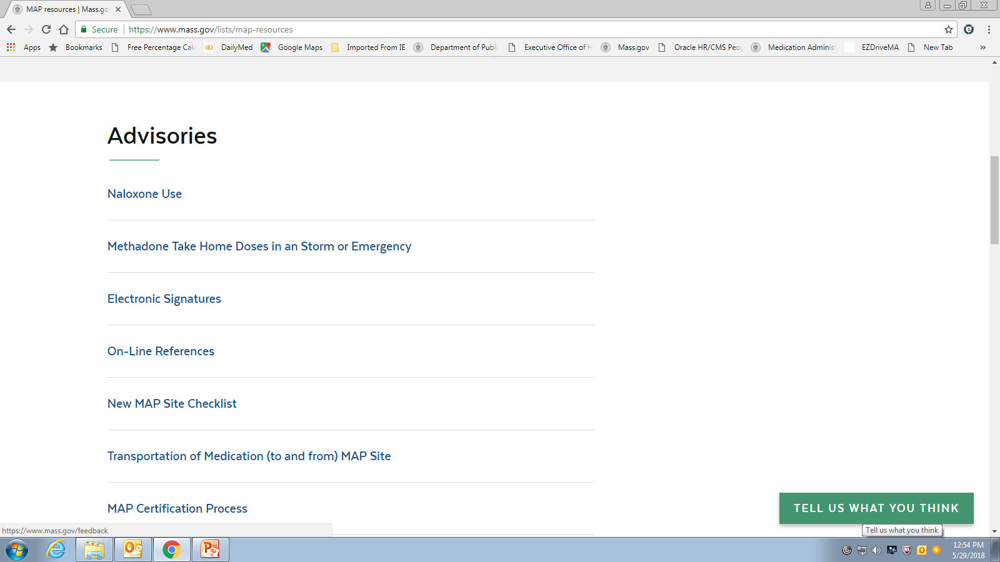 MAP resources | Mass.go
Secure
https://www.mass.gov/lists/map-resources
Apps
Bookmarks
Free Percentage Calc
DailyMed
Google Maps
Imported From IE
Department of Publi
Executive Office of H
Mass.gov
Oracle HR/CMS Peop
Medication Administ
EZDriveMA
New Tab
»
Advisories
Naloxone Use
Methadone Take Home Doses in an Storm or Emergency
Electronic Signatures
On-Line References
New MAP Site Checklist
Transportation of Medication (to and from) MAP Site
MAP Certification Process
TELL US WHAT YOU THINK
Tell us what you think
https://www.mass.gov/feedback
12:54 PM
5/29/2018